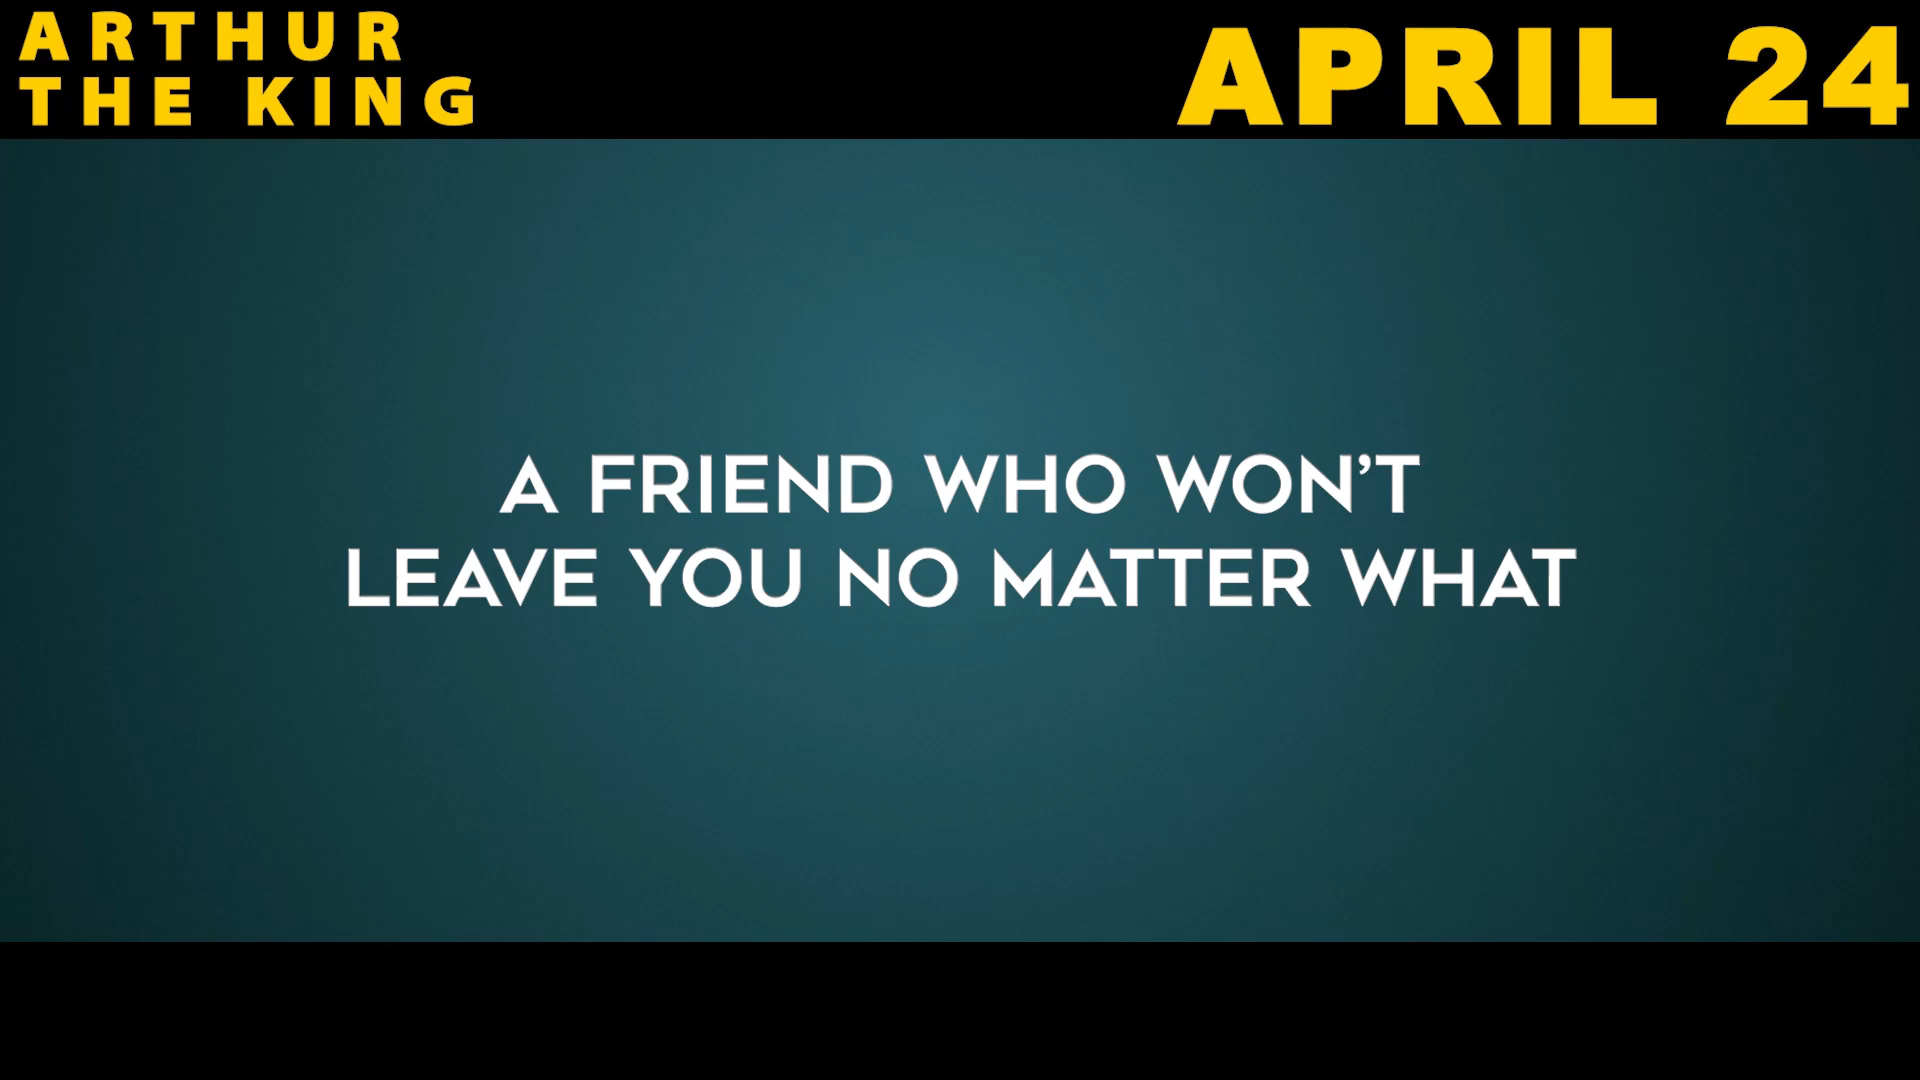 ARTHUR
THE KING
APRIL 24
A FRIEND WHO WON’T
LEAVE YOU NO MATTER WHAT